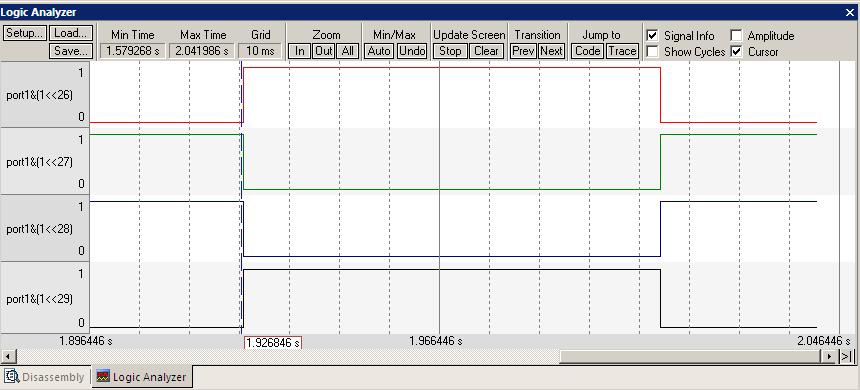 Logic Analyzer
Setup... Load... Min Time Max Time Grid Zoom Min/Max Update Screen Transition Jump to Signal Info Amplitude
Save... 1.579268 s 2.041986 s 10 ms In Out All Auto Undo Stop Clear Prev Next Code Trace Show Cycles Cursor
1
port1&(1<<26)
0
1
port1&(1<<27)
0
1
port1&(1<<28)
0
1
port1&(1<<29)
0
1.896446 s 1.926846 s 1.966446 s 2.046446 s
Disassembly Logic Analyzer